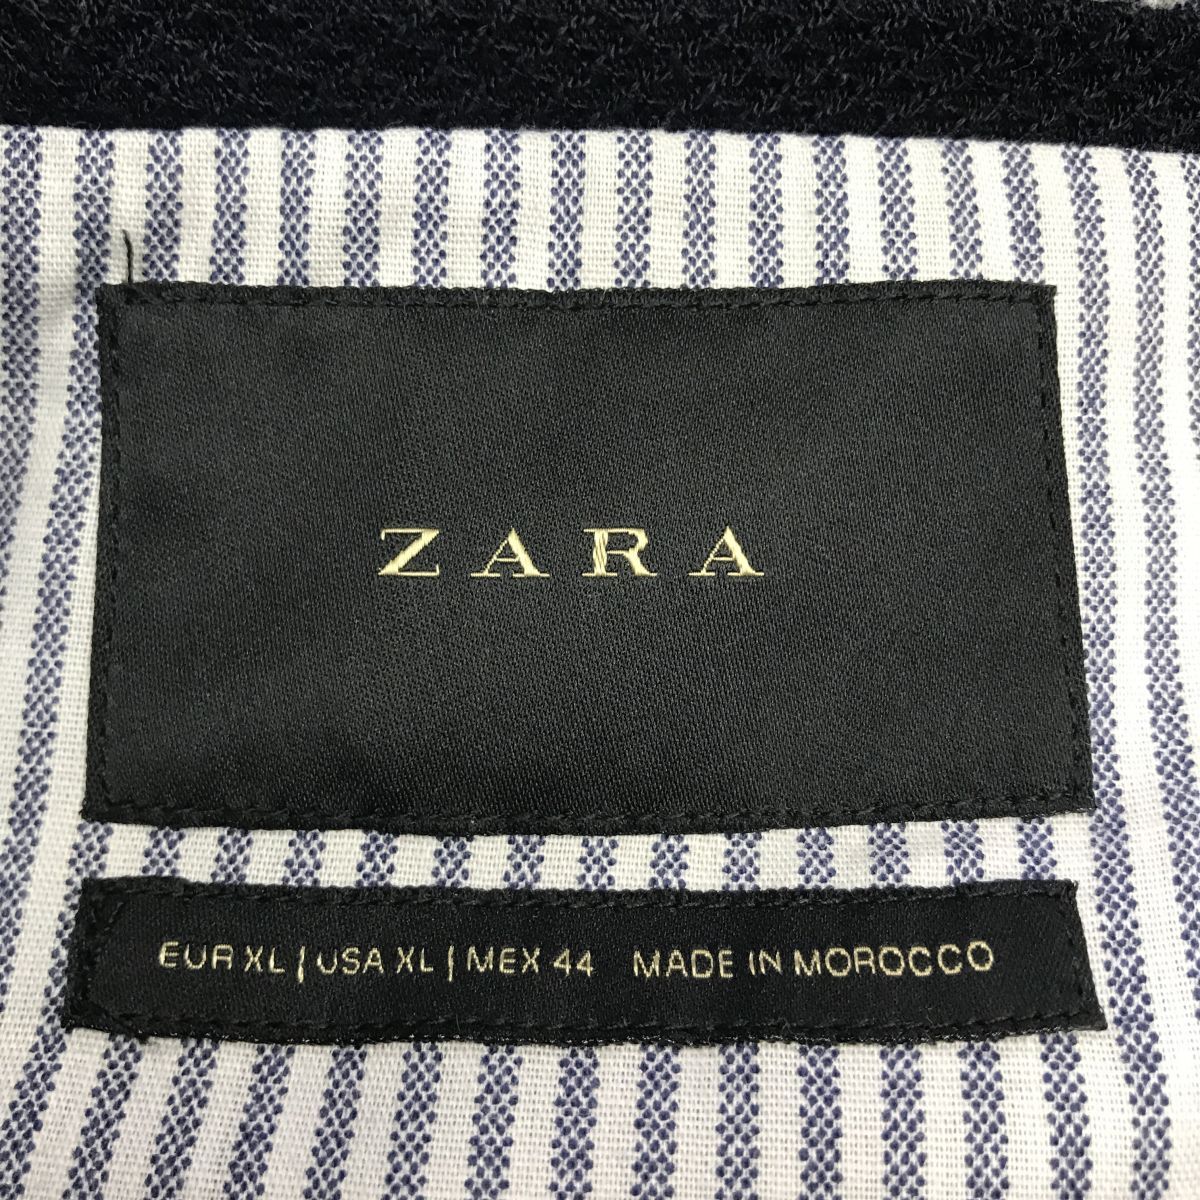 ZARA
EUR XL | USA XL | MEX 44 MADE IN MOROCCO